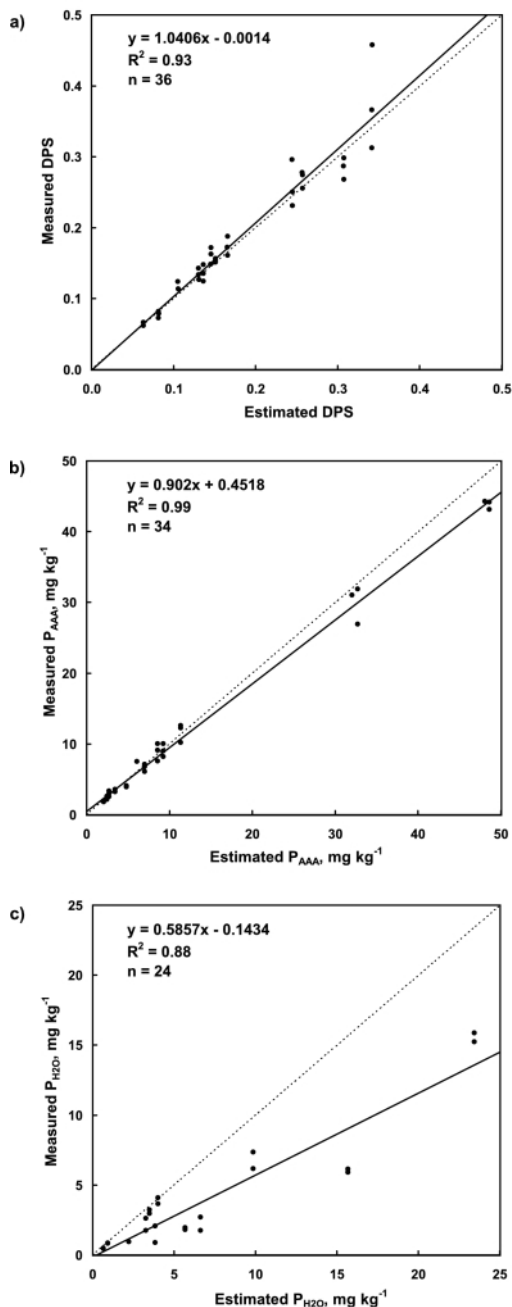 a)
y = 1.0406x - 0.0014
R² = 0.93
n = 36
0.5
0.4
0.3
0.2
0.1
0.0
Measured DPS
0.0 0.1 0.2 0.3 0.4 0.5
Estimated DPS
b)
y = 0.902x + 0.4518
R² = 0.99
n = 34
50
40
30
20
10
0
Measured P_AAA, mg kg⁻¹
0 10 20 30 40 50
Estimated P_AAA, mg kg⁻¹
c)
y = 0.5857x - 0.1434
R² = 0.88
n = 24
25
20
15
10
5
0
Measured P_H2O, mg kg⁻¹
0 5 10 15 20 25
Estimated P_H2O, mg kg⁻¹